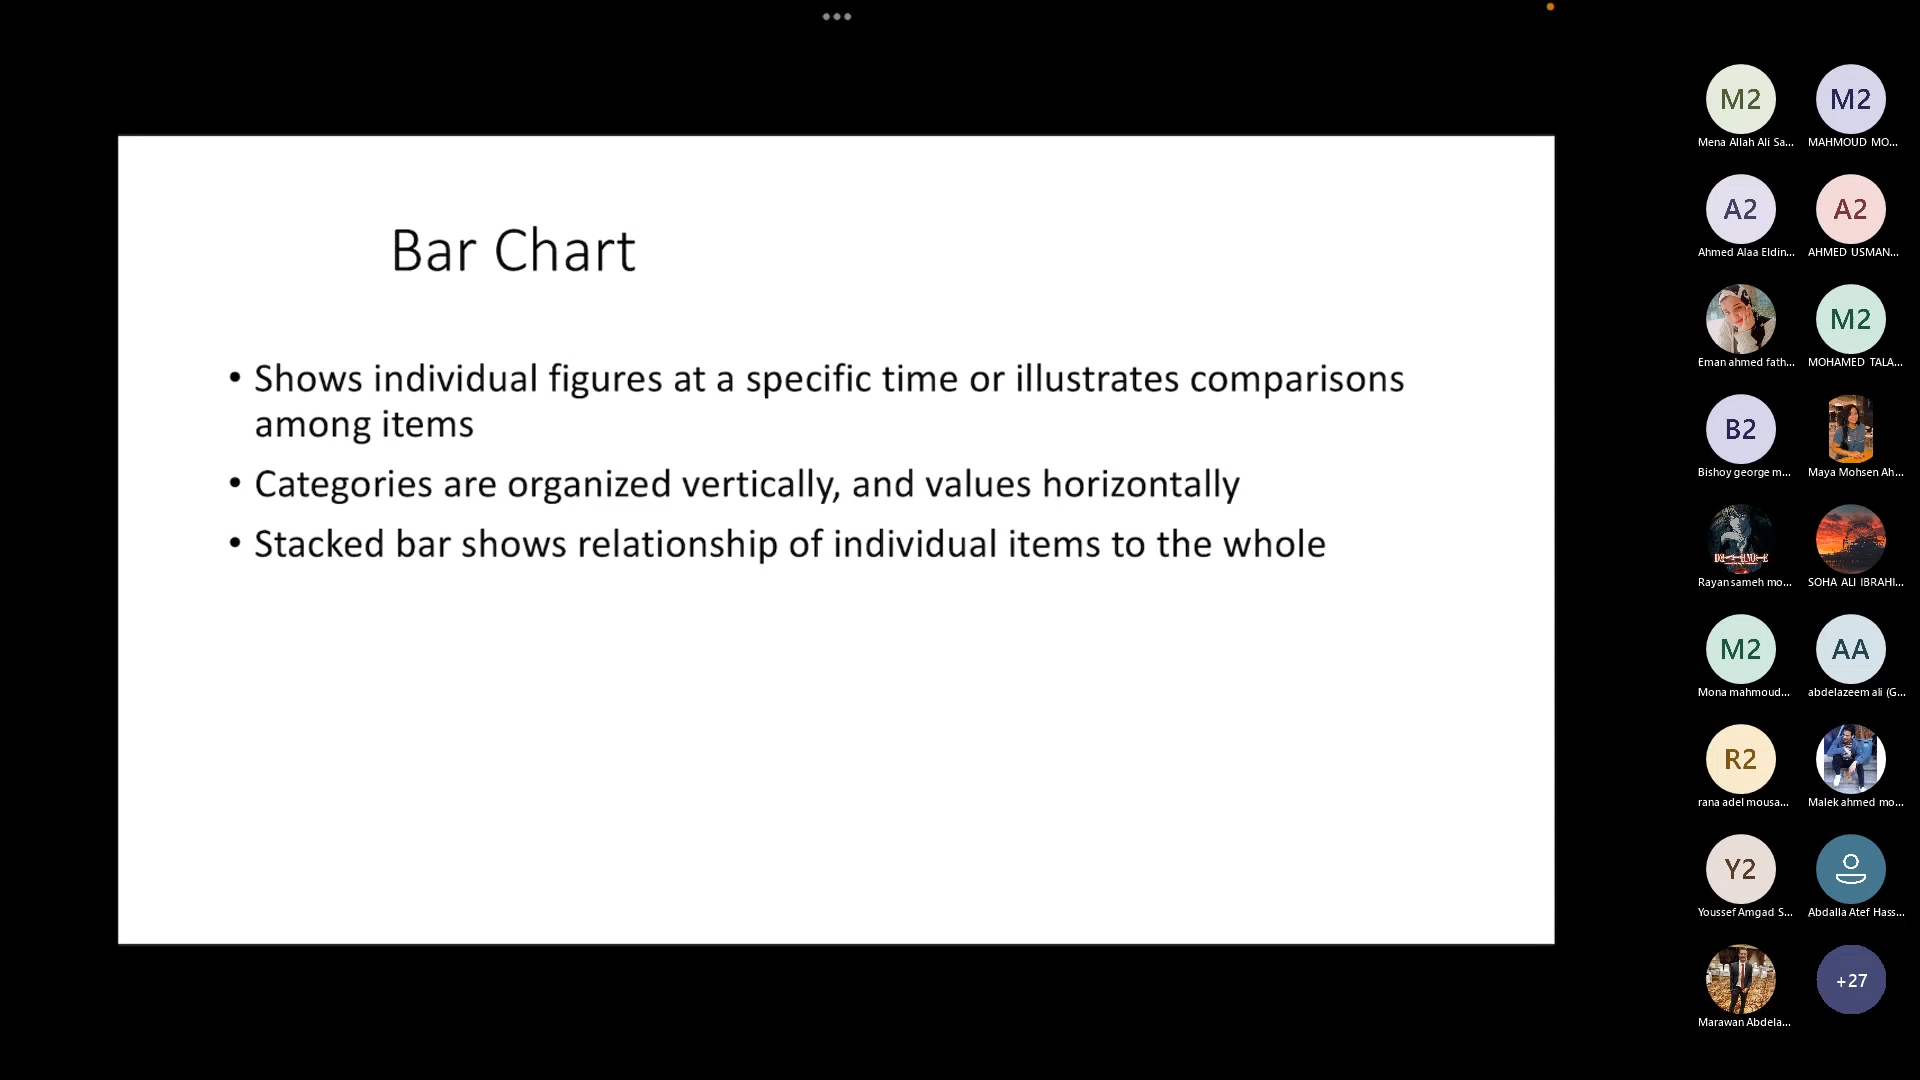 Bar Chart
• Shows individual figures at a specific time or illustrates comparisons
among items
• Categories are organized vertically, and values horizontally
• Stacked bar shows relationship of individual items to the whole
M2 M2
Mena Allah Ali Sa... MAHMOUD MO...
A2 A2
Ahmed Alaa Eldin... AHMED USMAN...
M2
Eman ahmed fath... MOHAMED TALA...
B2
Bishoy george m... Maya Mohsen Ah...
Rayan sameh mo... SOHA ALI IBRAHI...
M2 AA
Mona mahmoud... abdelazeem ali (G...
R2
rana adel mousa... Malek ahmed mo...
Y2
Youssef Amgad S... Abdalla Atef Hass...
+27
Marawan Abdela...